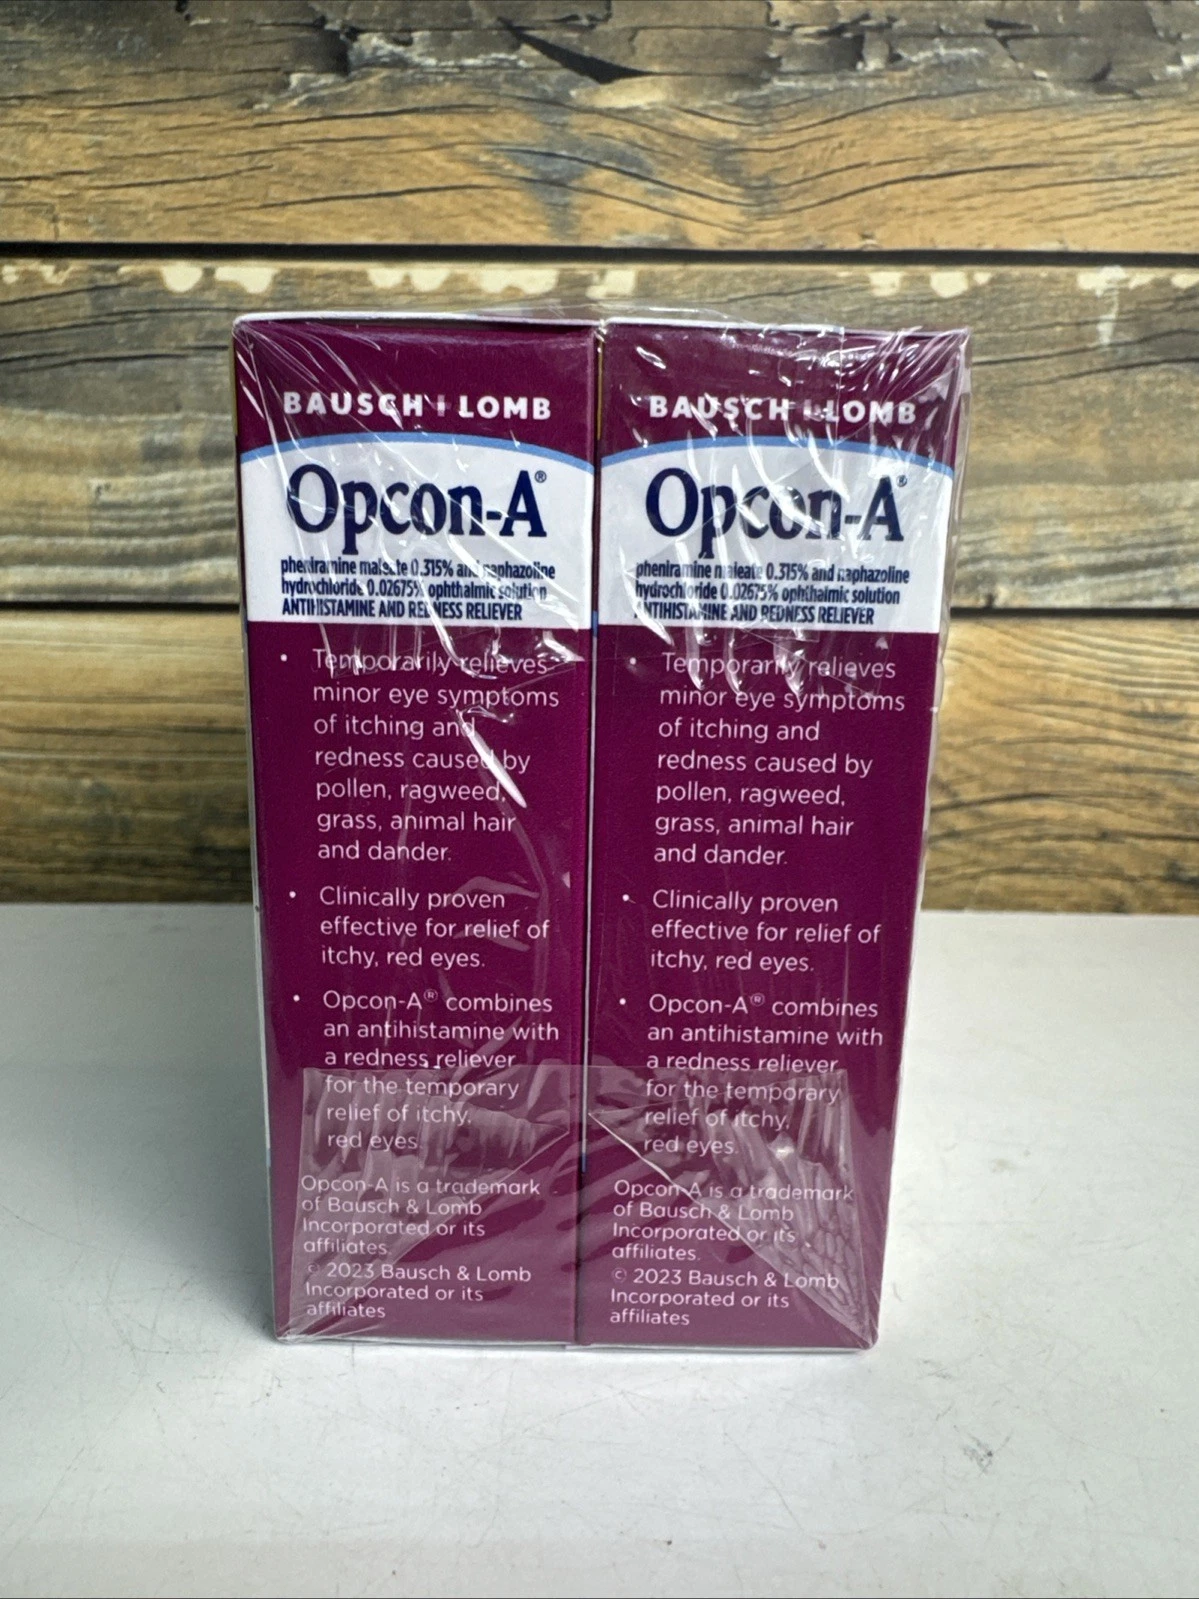 BAUSCH + LOMB
Opcon-A®
pheniramine maleate 0.315% and naphazoline
hydrochloride 0.02675% ophthalmic solution
ANTIHISTAMINE AND REDNESS RELIEVER
• Temporarily relieves
minor eye symptoms
of itching and
redness caused by
pollen, ragweed,
grass, animal hair
and dander.
• Clinically proven
effective for relief of
itchy, red eyes.
• Opcon-A® combines
an antihistamine with
a redness reliever
for the temporary
relief of itchy,
red eyes.
Opcon-A is a trademark
of Bausch & Lomb
Incorporated or its
affiliates.
© 2023 Bausch & Lomb
Incorporated or its
affiliates
BAUSCH + LOMB
Opcon-A®
pheniramine maleate 0.315% and naphazoline
hydrochloride 0.02675% ophthalmic solution
ANTIHISTAMINE AND REDNESS RELIEVER
• Temporarily relieves
minor eye symptoms
of itching and
redness caused by
pollen, ragweed,
grass, animal hair
and dander.
• Clinically proven
effective for relief of
itchy, red eyes.
• Opcon-A® combines
an antihistamine with
a redness reliever
for the temporary
relief of itchy,
red eyes.
Opcon-A is a trademark
of Bausch & Lomb
Incorporated or its
affiliates.
© 2023 Bausch & Lomb
Incorporated or its
affiliates